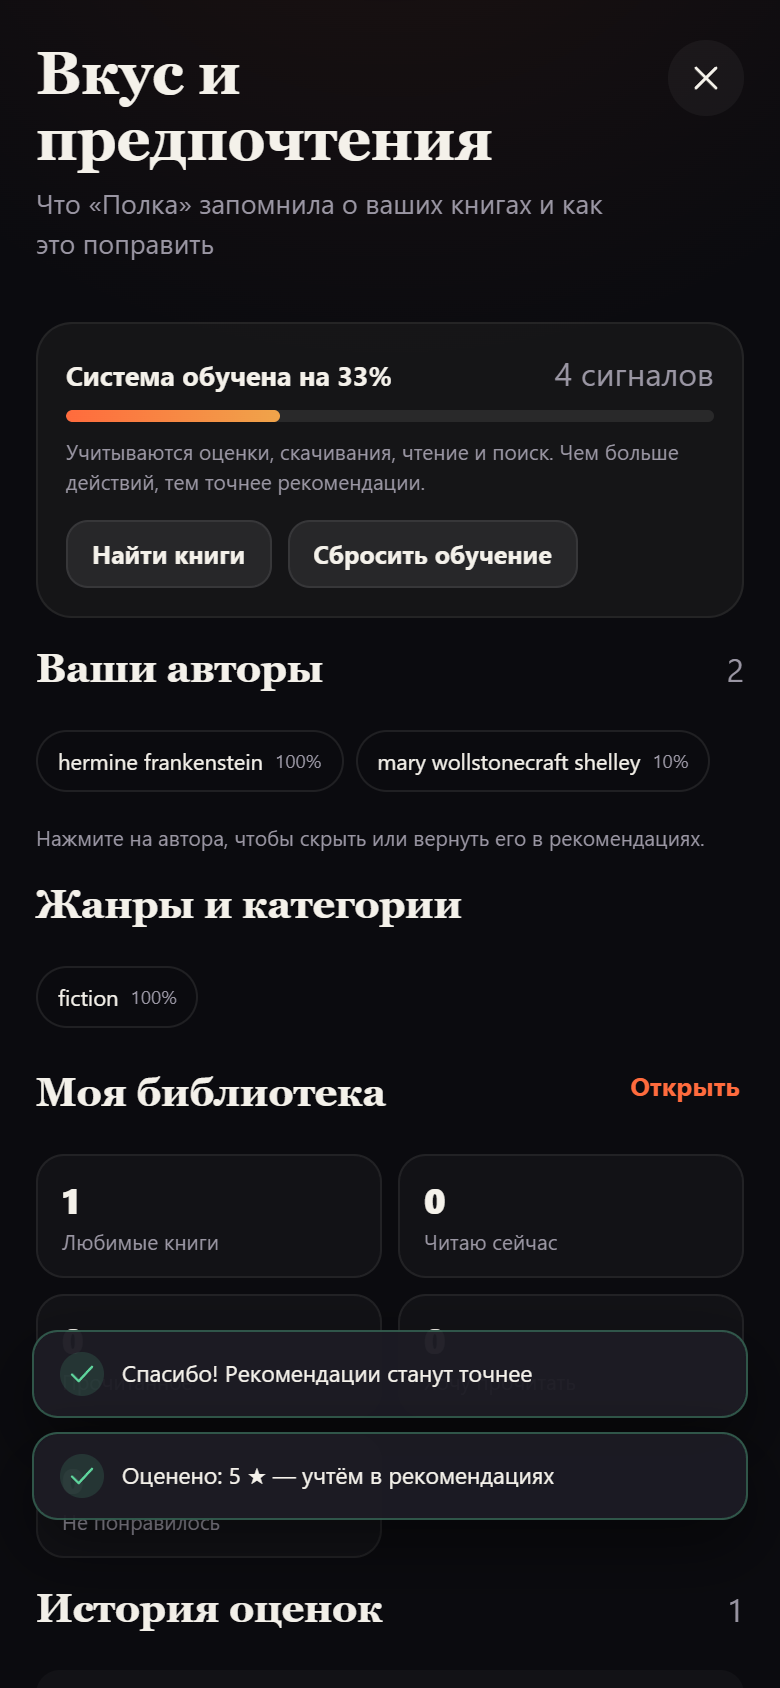 Вкус и
предпочтения
Что «Полка» запомнила о ваших книгах и как
это поправить
Система обучена на 33%
4 сигналов
Учитываются оценки, скачивания, чтение и поиск. Чем больше
действий, тем точнее рекомендации.
Найти книги
Сбросить обучение
Ваши авторы
2
hermine frankenstein 100%
mary wollstonecraft shelley 10%
Нажмите на автора, чтобы скрыть или вернуть его в рекомендациях.
Жанры и категории
fiction 100%
Моя библиотека
Открыть
1
Любимые книги
0
Читаю сейчас
0
0
Спасибо! Рекомендации станут точнее
Оценено: 5 ★ — учтём в рекомендациях
Не понравилось
История оценок
1